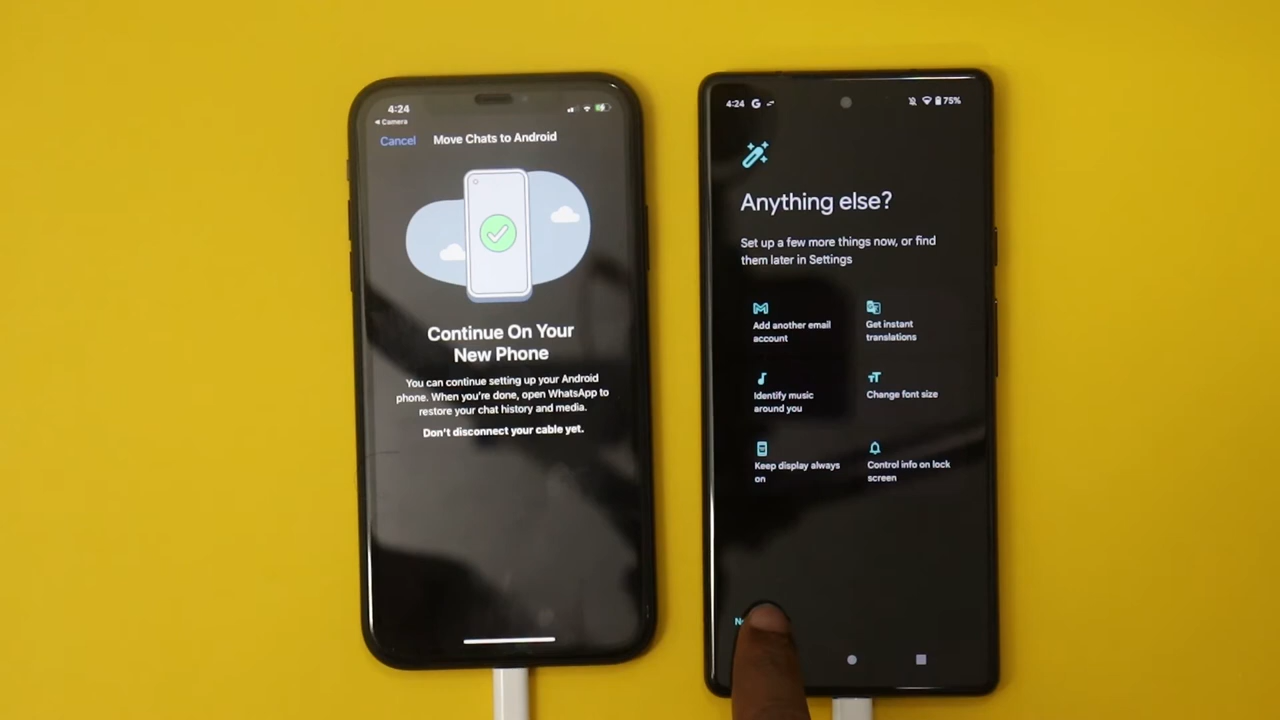 4:24
◀ Camera
Cancel
Move Chats to Android
Continue On Your
New Phone
You can continue setting up your Android
phone. When you're done, open WhatsApp to
restore your chat history and media.
Don't disconnect your cable yet.
4:24 G
75%
Anything else?
Set up a few more things now, or find
them later in Settings
Add another email
account
Get instant
translations
Identify music
around you
Change font size
Keep display always
on
Control info on lock
screen